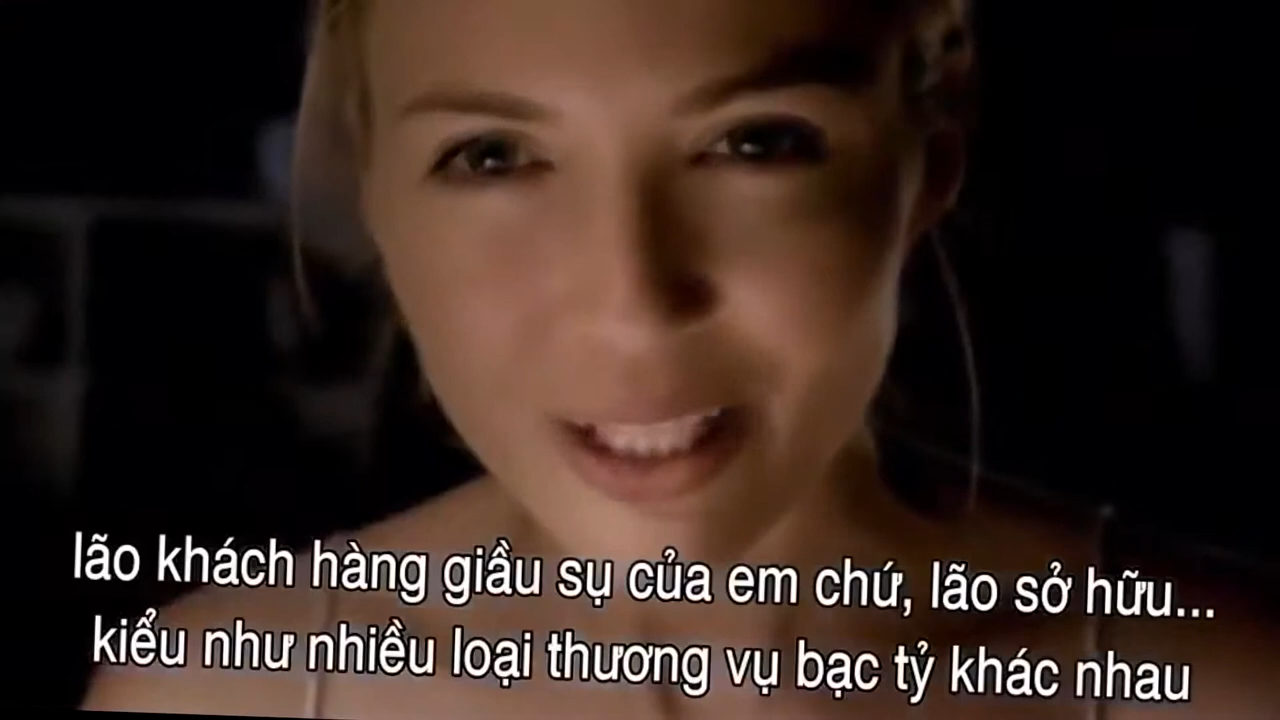 lão khách hàng giầu sụ của em chứ, lão sở hữu...
kiểu như nhiều loại thương vụ bạc tỷ khác nhau